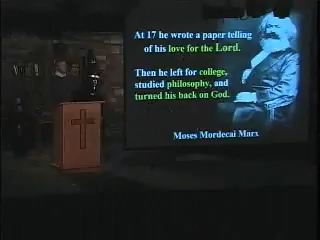 At 17 he wrote a paper telling
of his love for the Lord.
Then he left for college,
studied philosophy, and
turned his back on God.
Moses Mordecai Marx